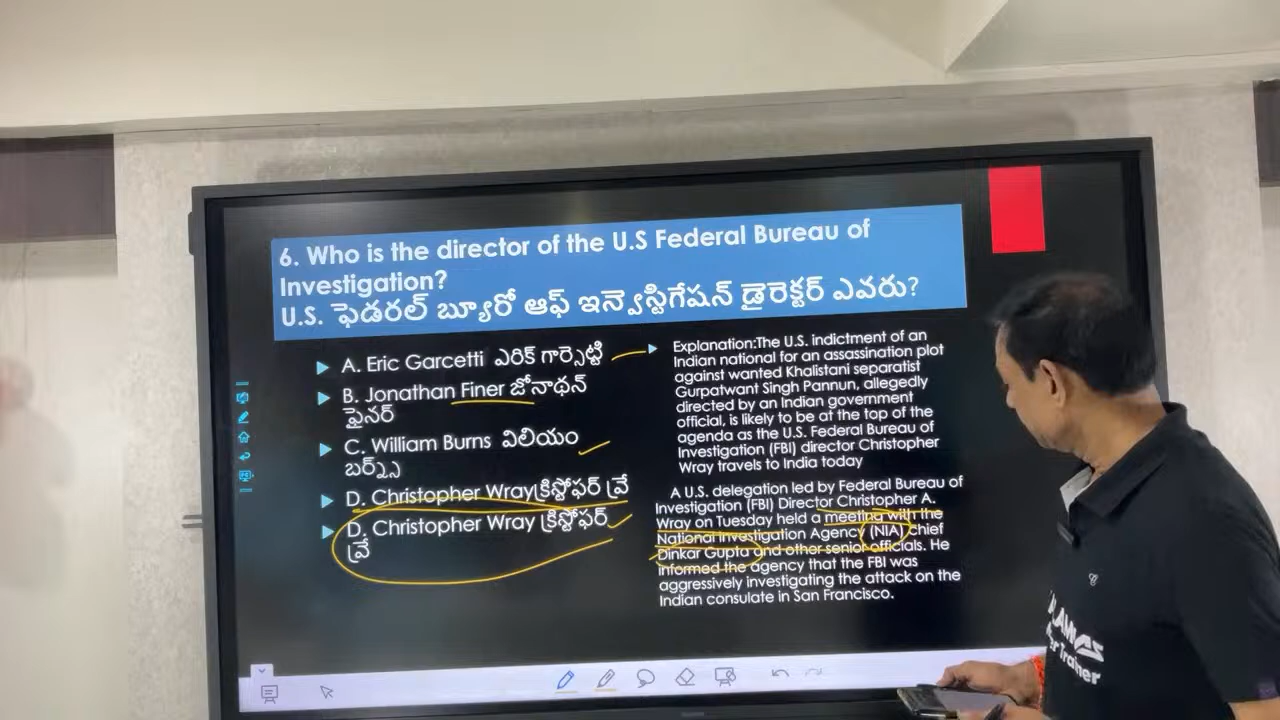 6. Who is the director of the U.S Federal Bureau of
Investigation?
U.S. ఫెడరల్ బ్యూరో ఆఫ్ ఇన్వెస్టిగేషన్ డైరెక్టర్ ఎవరు?
A. Eric Garcetti ఎరిక్ గార్సెట్టి
B. Jonathan Finer జోనాథన్
ఫైనర్
C. William Burns విలియం
బర్న్స్
D. Christopher Wray క్రిస్టోఫర్ వ్రే
D. Christopher Wray క్రిస్టోఫర్
వ్రే
Explanation:The U.S. indictment of an
Indian national for an assassination plot
against wanted Khalistani separatist
Gurpatwant Singh Pannun, allegedly
directed by an Indian government
official, is likely to be at the top of the
agenda as the U.S. Federal Bureau of
Investigation (FBI) director Christopher
Wray travels to India today
A U.S. delegation led by Federal Bureau of
Investigation (FBI) Director Christopher A.
Wray on Tuesday held a meeting with the
National Investigation Agency (NIA) chief
Dinkar Gupta and other senior officials. He
informed the agency that the FBI was
aggressively investigating the attack on the
Indian consulate in San Francisco.
Trainer